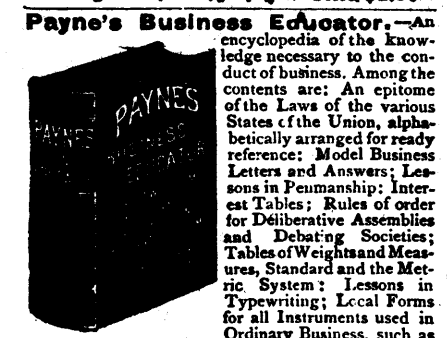 Payne's Business Educator.—An
encyclopedia of the know-
ledge necessary to the con-
duct of business. Among the
contents are: An epitome
of the Laws of the various
States of the Union, alpha-
betically arranged for ready
reference: Model Business
Letters and Answers; Les-
sons in Penmanship: Inter-
est Tables; Rules of order
for Deliberative Assemblies
and Debating Societies;
Tables of Weights and Meas-
ures, Standard and the Met-
ric System: Lessons in
Typewriting; Local Forms
for all Instruments used in
Ordinary Business, such as
PAYNES
PAYNES
BUSINESS
EDUCATOR